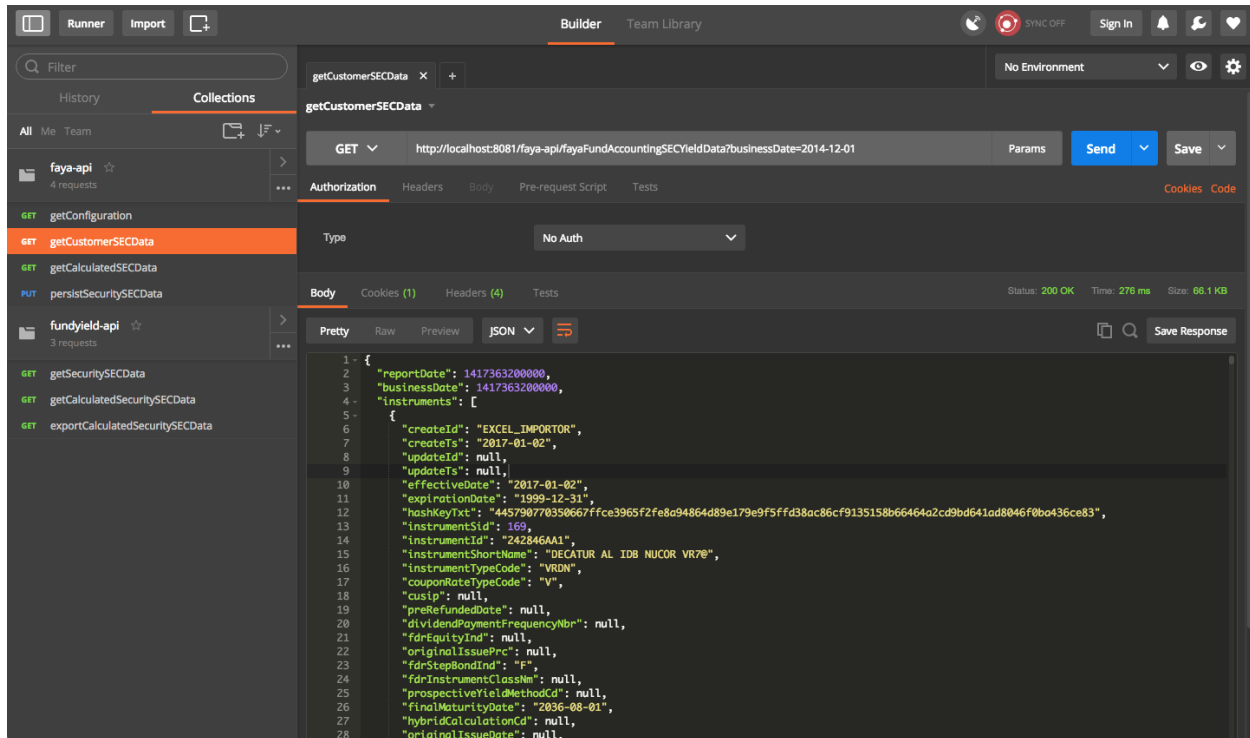 Runner Import Builder Team Library SYNC OFF Sign In
Filter
History Collections
All Me Team
faya-api
4 requests
GET getConfiguration
GET getCustomerSECData
GET getCalculatedSECData
PUT persistSecuritySECData
fundyield-api
3 requests
GET getSecuritySECData
GET getCalculatedSecuritySECData
GET exportCalculatedSecuritySECData
getCustomerSECData No Environment
getCustomerSECData
GET http://localhost:8081/faya-api/fayaFundAccountingSECYieldData?businessDate=2014-12-01 Params Send Save
Authorization Headers Body Pre-request Script Tests Cookies Code
Type No Auth
Body Cookies (1) Headers (4) Tests Status: 200 OK Time: 276 ms Size: 66.1 KB
Pretty Raw Preview JSON Save Response
1 {
2 "reportDate": 1417363200000,
3 "businessDate": 1417363200000,
4 "instruments": [
5 {
6 "createId": "EXCEL_IMPORTOR",
7 "createTs": "2017-01-02",
8 "updateId": null,
9 "updateTs": null,
10 "effectiveDate": "2017-01-02",
11 "expirationDate": "1999-12-31",
12 "hashKeyTxt": "445790770350667ffce3965f2fe8a94864d89e179e9f5ffd38ac86cf9135158b66464a2cd9bd641ad8046f0ba436ce83",
13 "instrumentSid": 169,
14 "instrumentId": "242846AA1",
15 "instrumentShortName": "DECATUR AL IDB NUCOR VR7@",
16 "instrumentTypeCode": "VRDN",
17 "couponRateTypeCode": "V",
18 "cusip": null,
19 "preRefundedDate": null,
20 "dividendPaymentFrequencyNbr": null,
21 "fdrEquityInd": null,
22 "originalIssuePrc": null,
23 "fdrStepBondInd": "F",
24 "fdrInstrumentClassNm": null,
25 "prospectiveYieldMethodCd": null,
26 "finalMaturityDate": "2036-08-01",
27 "hybridCalculationCd": null,
28 "originalIssueDate": null,